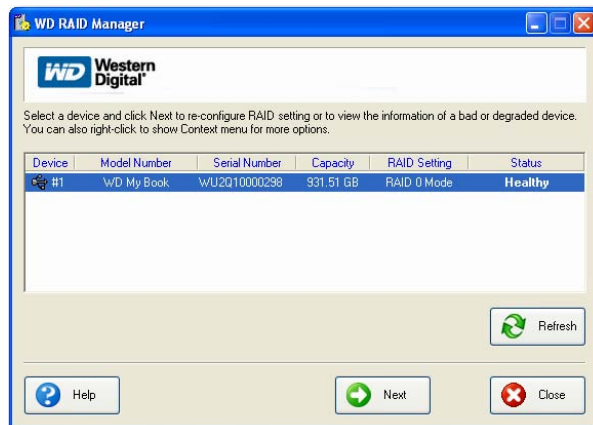 WD RAID Manager
WD Western Digital®
Select a device and click Next to re-configure RAID setting or to view the information of a bad or degraded device.
You can also right-click to show Context menu for more options.
Device Model Number Serial Number Capacity RAID Setting Status
#1 WD My Book WU2Q10000298 931.51 GB RAID 0 Mode Healthy
Refresh
Help Next Close